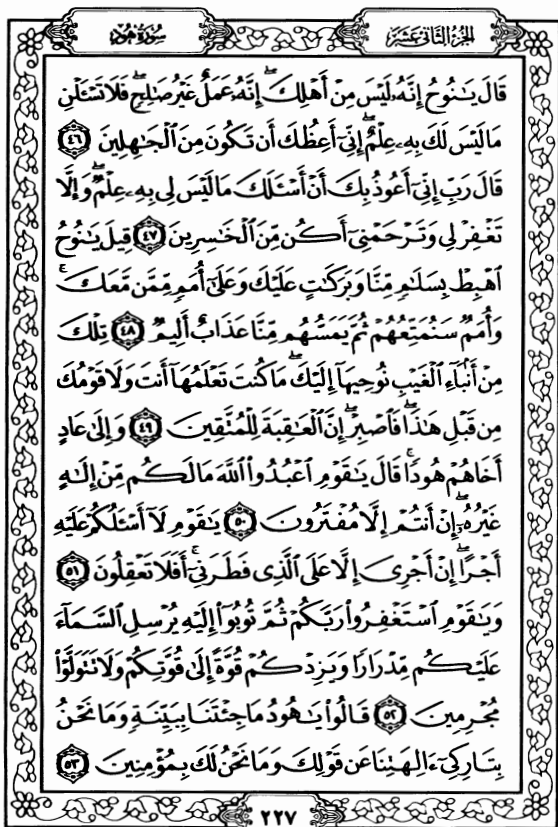 الجزء الثاني عشر
سورة هود
قَالَ يَٰنُوحُ إِنَّهُۥ لَيْسَ مِنْ أَهْلِكَ ۖ إِنَّهُۥ عَمَلٌ غَيْرُ صَٰلِحٍ ۖ فَلَا تَسْـَٔلْنِ
مَا لَيْسَ لَكَ بِهِۦ عِلْمٌ ۖ إِنِّىٓ أَعِظُكَ أَن تَكُونَ مِنَ ٱلْجَٰهِلِينَ ٤٦
قَالَ رَبِّ إِنِّىٓ أَعُوذُ بِكَ أَنْ أَسْـَٔلَكَ مَا لَيْسَ لِى بِهِۦ عِلْمٌ ۖ وَإِلَّا
تَغْفِرْ لِى وَتَرْحَمْنِىٓ أَكُن مِّنَ ٱلْخَٰسِرِينَ ٤٧ قِيلَ يَٰنُوحُ
ٱهْبِطْ بِسَلَٰمٍ مِّنَّا وَبَرَكَٰتٍ عَلَيْكَ وَعَلَىٰٓ أُمَمٍ مِّمَّن مَّعَكَ ۚ
وَأُمَمٌ سَنُمَتِّعُهُمْ ثُمَّ يَمَسُّهُم مِّنَّا عَذَابٌ أَلِيمٌ ٤٨ تِلْكَ
مِنْ أَنۢبَآءِ ٱلْغَيْبِ نُوحِيهَآ إِلَيْكَ ۖ مَا كُنتَ تَعْلَمُهَآ أَنتَ وَلَا قَوْمُكَ
مِن قَبْلِ هَٰذَا ۖ فَٱصْبِرْ ۖ إِنَّ ٱلْعَٰقِبَةَ لِلْمُتَّقِينَ ٤٩ وَإِلَىٰ عَادٍ
أَخَاهُمْ هُودًا ۚ قَالَ يَٰقَوْمِ ٱعْبُدُوا۟ ٱللَّهَ مَا لَكُم مِّنْ إِلَٰهٍ
غَيْرُهُۥٓ ۖ إِنْ أَنتُمْ إِلَّا مُفْتَرُونَ ٥٠ يَٰقَوْمِ لَآ أَسْـَٔلُكُمْ عَلَيْهِ
أَجْرًا ۖ إِنْ أَجْرِىَ إِلَّا عَلَى ٱلَّذِى فَطَرَنِىٓ ۚ أَفَلَا تَعْقِلُونَ ٥١
وَيَٰقَوْمِ ٱسْتَغْفِرُوا۟ رَبَّكُمْ ثُمَّ تُوبُوٓا۟ إِلَيْهِ يُرْسِلِ ٱلسَّمَآءَ
عَلَيْكُم مِّدْرَارًا وَيَزِدْكُمْ قُوَّةً إِلَىٰ قُوَّتِكُمْ وَلَا تَتَوَلَّوْا۟
مُجْرِمِينَ ٥٢ قَالُوا۟ يَٰهُودُ مَا جِئْتَنَا بِبَيِّنَةٍ وَمَا نَحْنُ
بِتَارِكِىٓ ءَالِهَتِنَا عَن قَوْلِكَ وَمَا نَحْنُ لَكَ بِمُؤْمِنِينَ ٥٣
٢٢٧